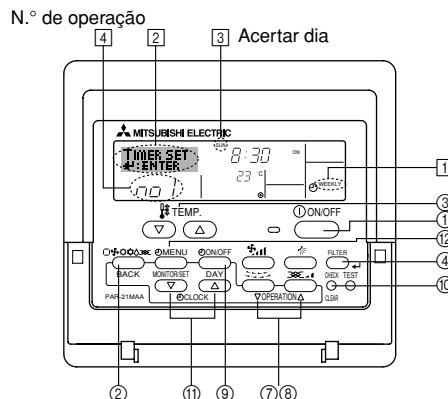 N.° de operação
4 2 3 Acertar dia
MITSUBISHI ELECTRIC
TIMER SET SUN 8:30 ON
↵:ENTER
23 °C
no 1 WEEKLY 1
TEMP. ON/OFF 3
1
12
MENU ON/OFF FILTER 4
BACK MONITOR/SET DAY CHECK TEST 10
PAR-21MAA CLOCK OPERATION CLEAR
2 11 9 7 8